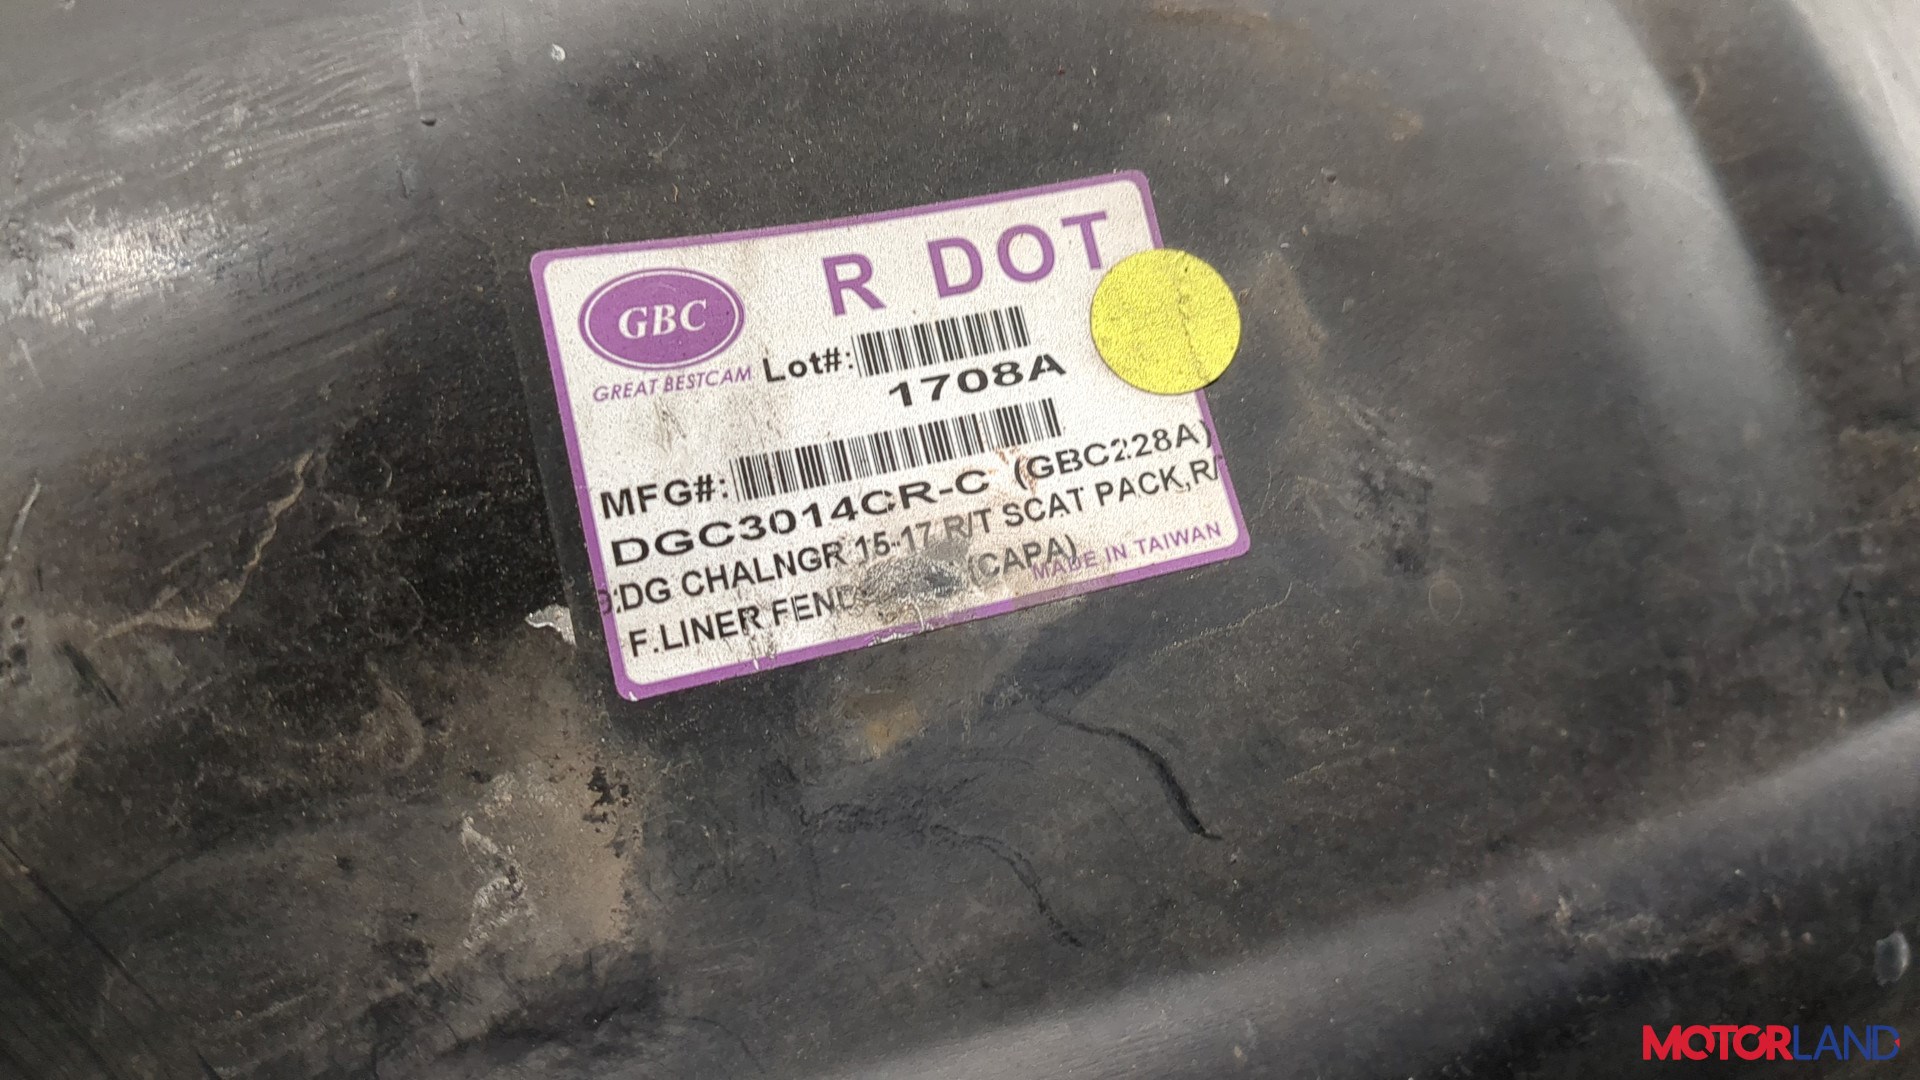 R DOT
GBC
GREAT BESTCAM
Lot#:
1708A
MFG#:
DGC3014CR-C (GBC228A)
DG CHALNGR 15-17 R/T SCAT PACK,R/
F.LINER (CAPA)
MADE IN TAIWAN
MOTORLAND